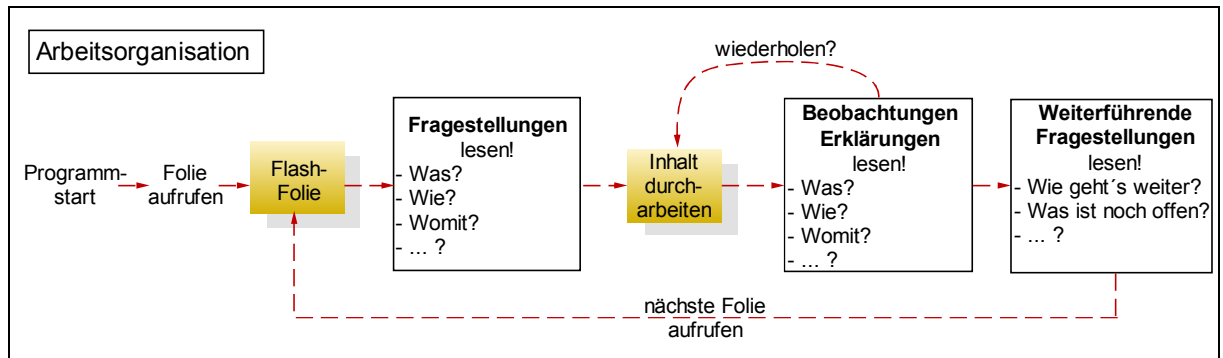 Arbeitsorganisation
Programm-
start
Folie
aufrufen
Flash-
Folie
Fragestellungen
lesen!
- Was?
- Wie?
- Womit?
- ... ?
Inhalt
durch-
arbeiten
wiederholen?
Beobachtungen
Erklärungen
lesen!
- Was?
- Wie?
- Womit?
- ... ?
Weiterführende
Fragestellungen
lesen!
- Wie geht´s weiter?
- Was ist noch offen?
- ... ?
nächste Folie
aufrufen